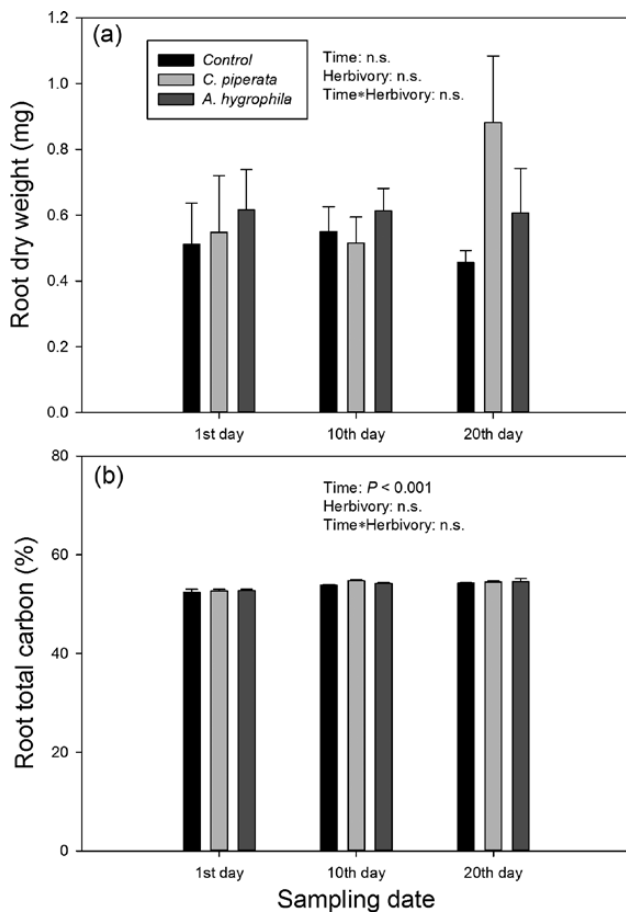 (a)
Control
C. piperata
A. hygrophila
Time: n.s.
Herbivory: n.s.
Time*Herbivory: n.s.
Root dry weight (mg)
1.2
1.0
0.8
0.6
0.4
0.2
0.0
1st day
10th day
20th day
(b)
Time: P < 0.001
Herbivory: n.s.
Time*Herbivory: n.s.
Root total carbon (%)
80
60
40
20
0
1st day
10th day
20th day
Sampling date